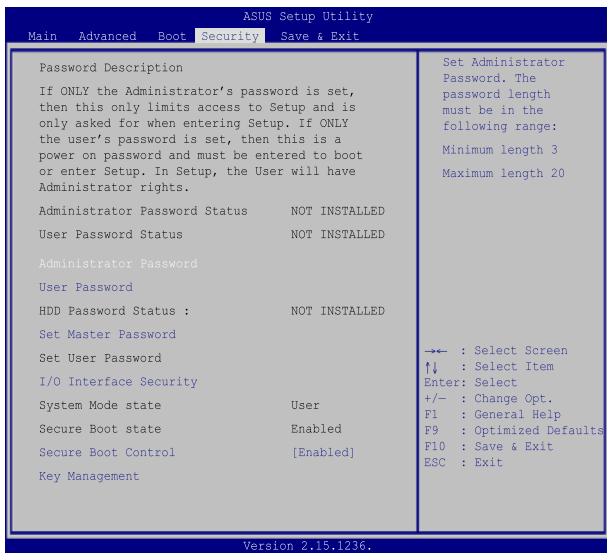 ASUS Setup Utility
Main Advanced Boot Security Save & Exit
Password Description
If ONLY the Administrator's password is set,
then this only limits access to Setup and is
only asked for when entering Setup. If ONLY
the user's password is set, then this is a
power on password and must be entered to boot
or enter Setup. In Setup, the User will have
Administrator rights.
Administrator Password Status NOT INSTALLED
User Password Status NOT INSTALLED
Administrator Password
User Password
HDD Password Status : NOT INSTALLED
Set Master Password
Set User Password
I/O Interface Security
System Mode state User
Secure Boot state Enabled
Secure Boot Control [Enabled]
Key Management
Set Administrator
Password. The
password length
must be in the
following range:
Minimum length 3
Maximum length 20
→← : Select Screen
↑↓ : Select Item
Enter: Select
+/— : Change Opt.
F1 : General Help
F9 : Optimized Defaults
F10 : Save & Exit
ESC : Exit
Version 2.15.1236.